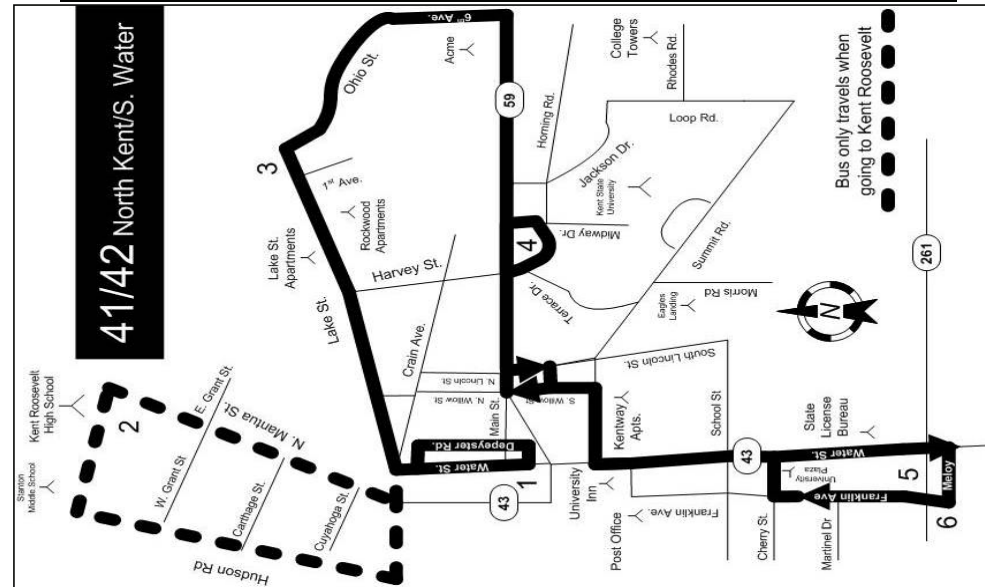 41/42 North Kent/S. Water
Kent Roosevelt
High School
Stanton
Middle School
2
E. Grant St.
N. Mantua St.
W. Grant St
Carthage St.
Cuyahoga St.
Hudson Rd
3
Ohio St.
6th Ave.
Acme
1st Ave.
Rockwood
Apartments
Lake St.
Apartments
Harvey St.
Lake St.
Crain Ave.
N. Lincoln St
N. Willow St
Main St.
Depeyster Rd.
Water St.
1
43
59
College
Towers
Rhodes Rd.
Horning Rd.
Loop Rd.
Jackson Dr.
Kent State
University
Midway Dr.
4
Terrace Dr.
Summit Rd.
Eagles
Landing
Morris Rd
South Lincoln St.
S. Willow St
Kentway
Apts.
School St
University
Inn
Post Office
Franklin Ave.
43
Cherry St.
State
License
Bureau
Water St.
University
Plaza
5
Franklin Ave
Martinel Dr
Meloy
6
261
N
Bus only travels when
going to Kent Roosevelt